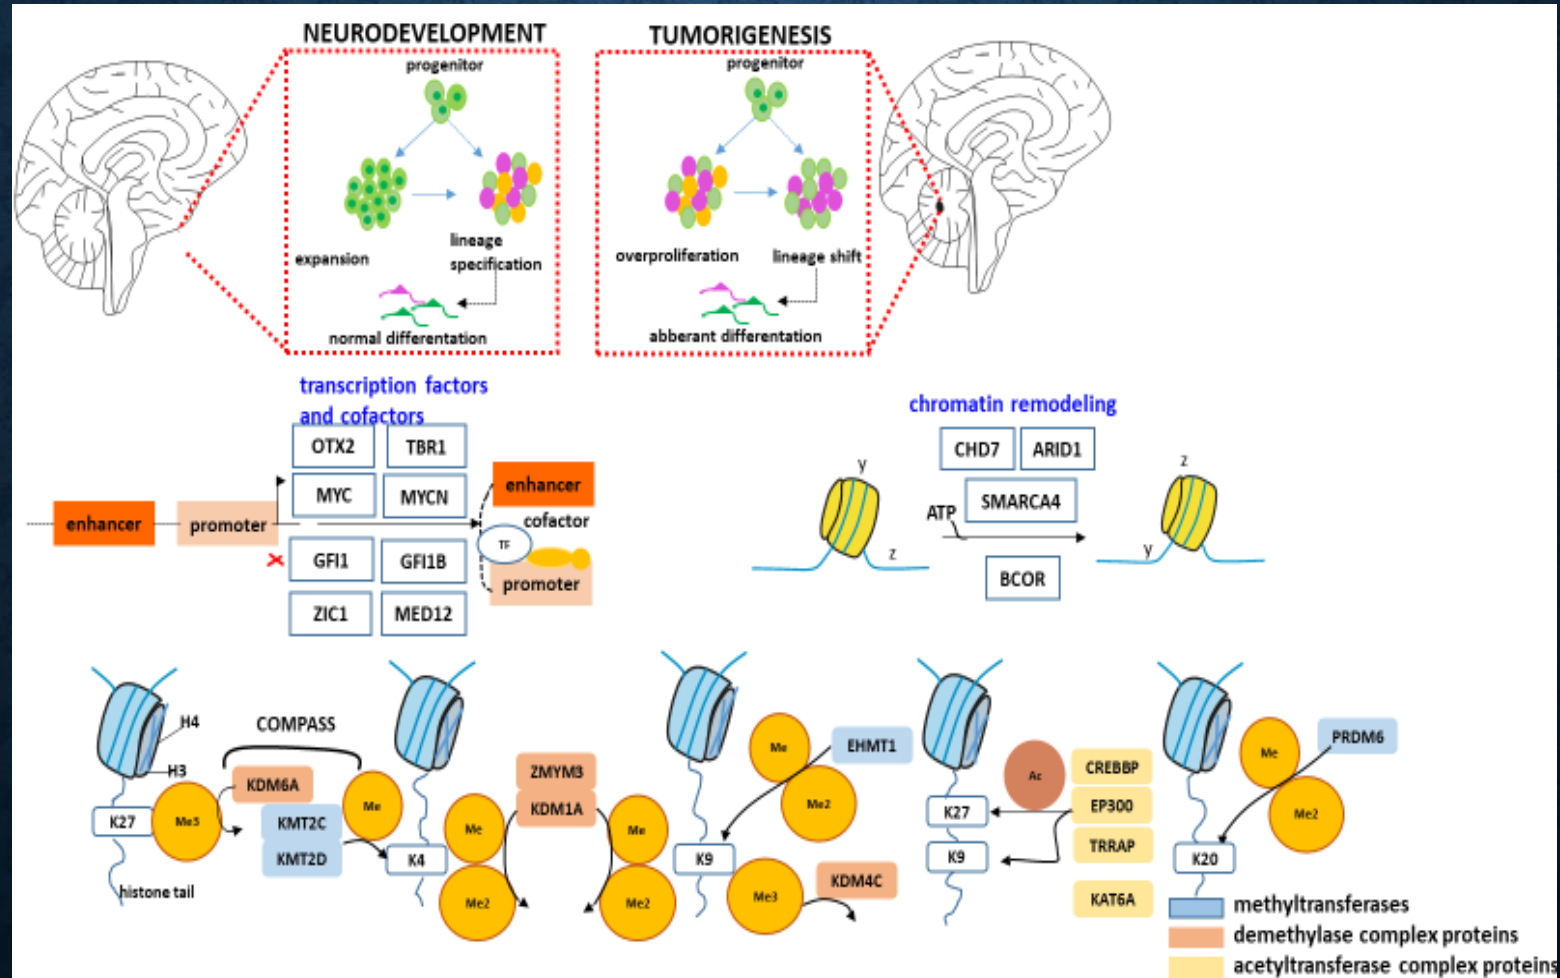 NEURODEVELOPMENT
progenitor
expansion
lineage
specification
normal differentation
TUMORIGENESIS
progenitor
overproliferation
lineage shift
abberant differentation
transcription factors
and cofactors
OTX2
TBR1
MYC
MYCN
enhancer
promoter
GFI1
GFI1B
ZIC1
MED12
enhancer
cofactor
TF
promoter
chromatin remodeling
CHD7
ARID1
SMARCA4
ATP
BCOR
y
z
z
y
H4
H3
K27
Me3
histone tail
COMPASS
KDM6A
KMT2C
KMT2D
Me
K4
Me
Me2
ZMYM3
KDM1A
Me
Me2
K9
Me
Me2
EHMT1
Me3
KDM4C
K27
K9
Ac
CREBBP
EP300
TRRAP
KAT6A
K20
Me
Me2
PRDM6
methyltransferases
demethylase complex proteins
acetyltransferase complex proteins